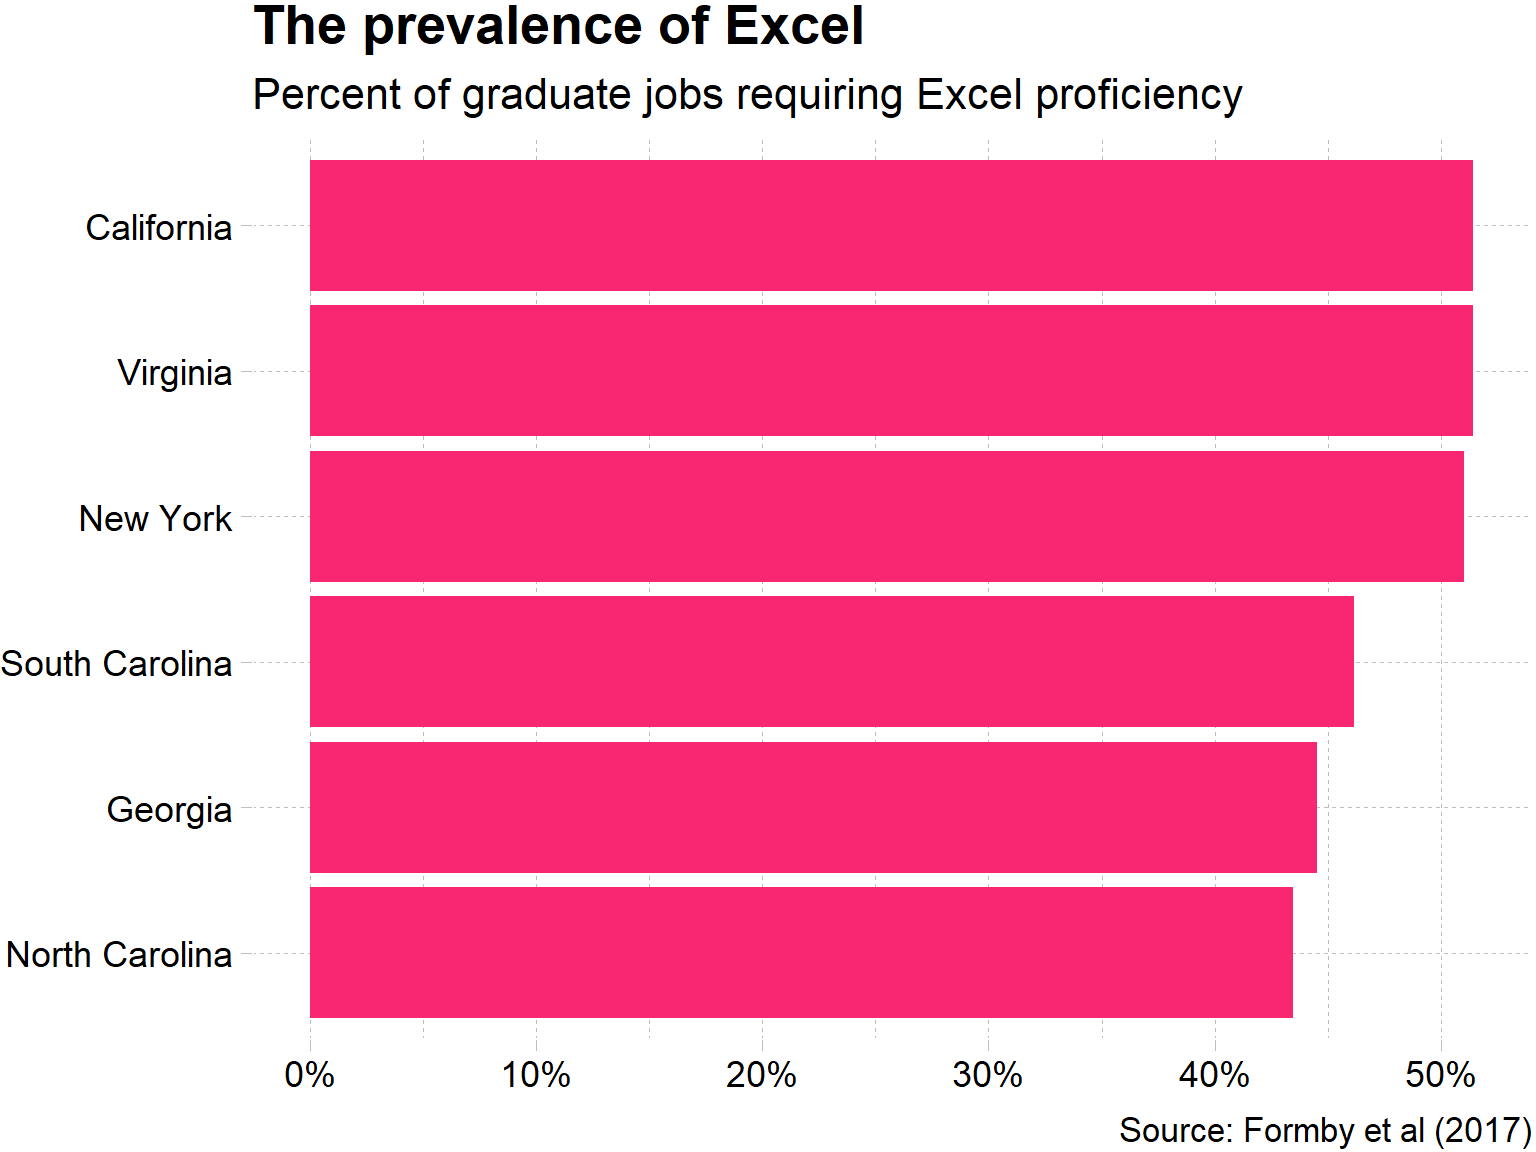 The prevalence of Excel
Percent of graduate jobs requiring Excel proficiency
California
Virginia
New York
South Carolina
Georgia
North Carolina
0% 10% 20% 30% 40% 50%
Source: Formby et al (2017)